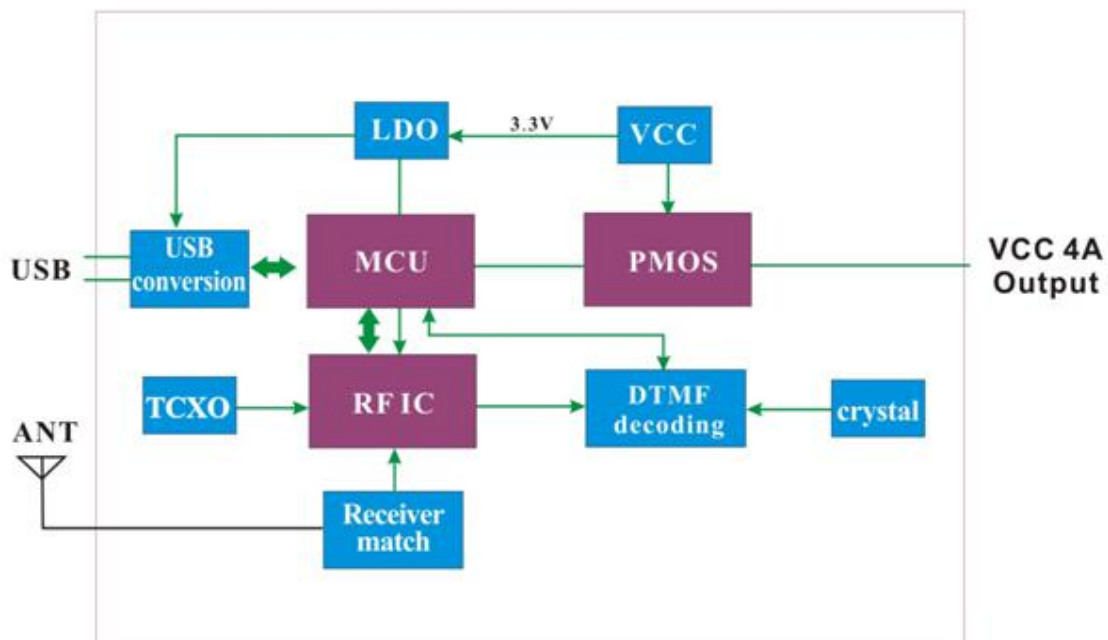 LDO
3.3V
VCC
USB
USB
conversion
MCU
PMOS
VCC 4A
Output
TCXO
RF IC
DTMF
decoding
crystal
ANT
Receiver
match